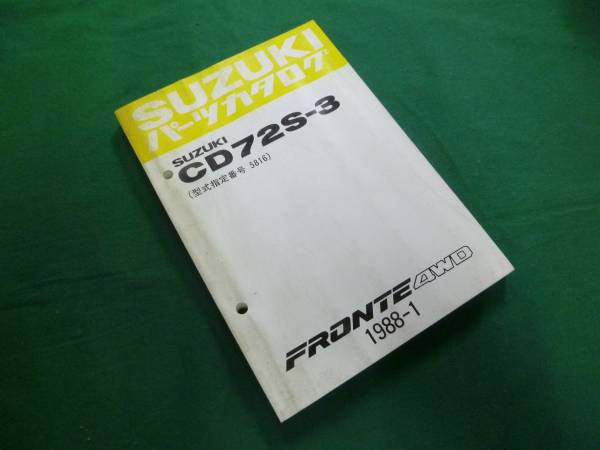 SUZUKI
パーツカタログ
SUZUKI
CD72S-3
(型式指定番号 5816)
FRONTE 4WD
1988-1